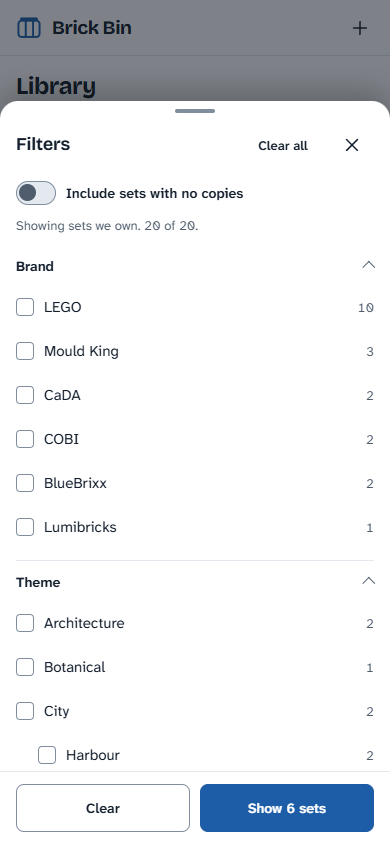 Brick Bin
Library
Filters
Clear all
Include sets with no copies
Showing sets we own. 20 of 20.
Brand
LEGO 10
Mould King 3
CaDA 2
COBI 2
BlueBrixx 2
Lumibricks 1
Theme
Architecture 2
Botanical 1
City 2
Harbour 2
Clear
Show 6 sets